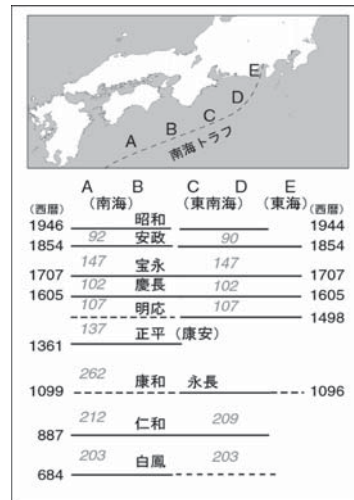 E
D
C
B
A
南海トラフ
A B C D E
(西暦) (南海) (東南海) (東海) (西暦)
1946 昭和 1944
92 安政 90
1854 1854
147 宝永 147
1707 1707
102 慶長 102
1605 1605
107 明応 107
1498
137 正平(康安)
1361
262 康和 永長
1099 1096
212 仁和 209
887
203 白鳳 203
684